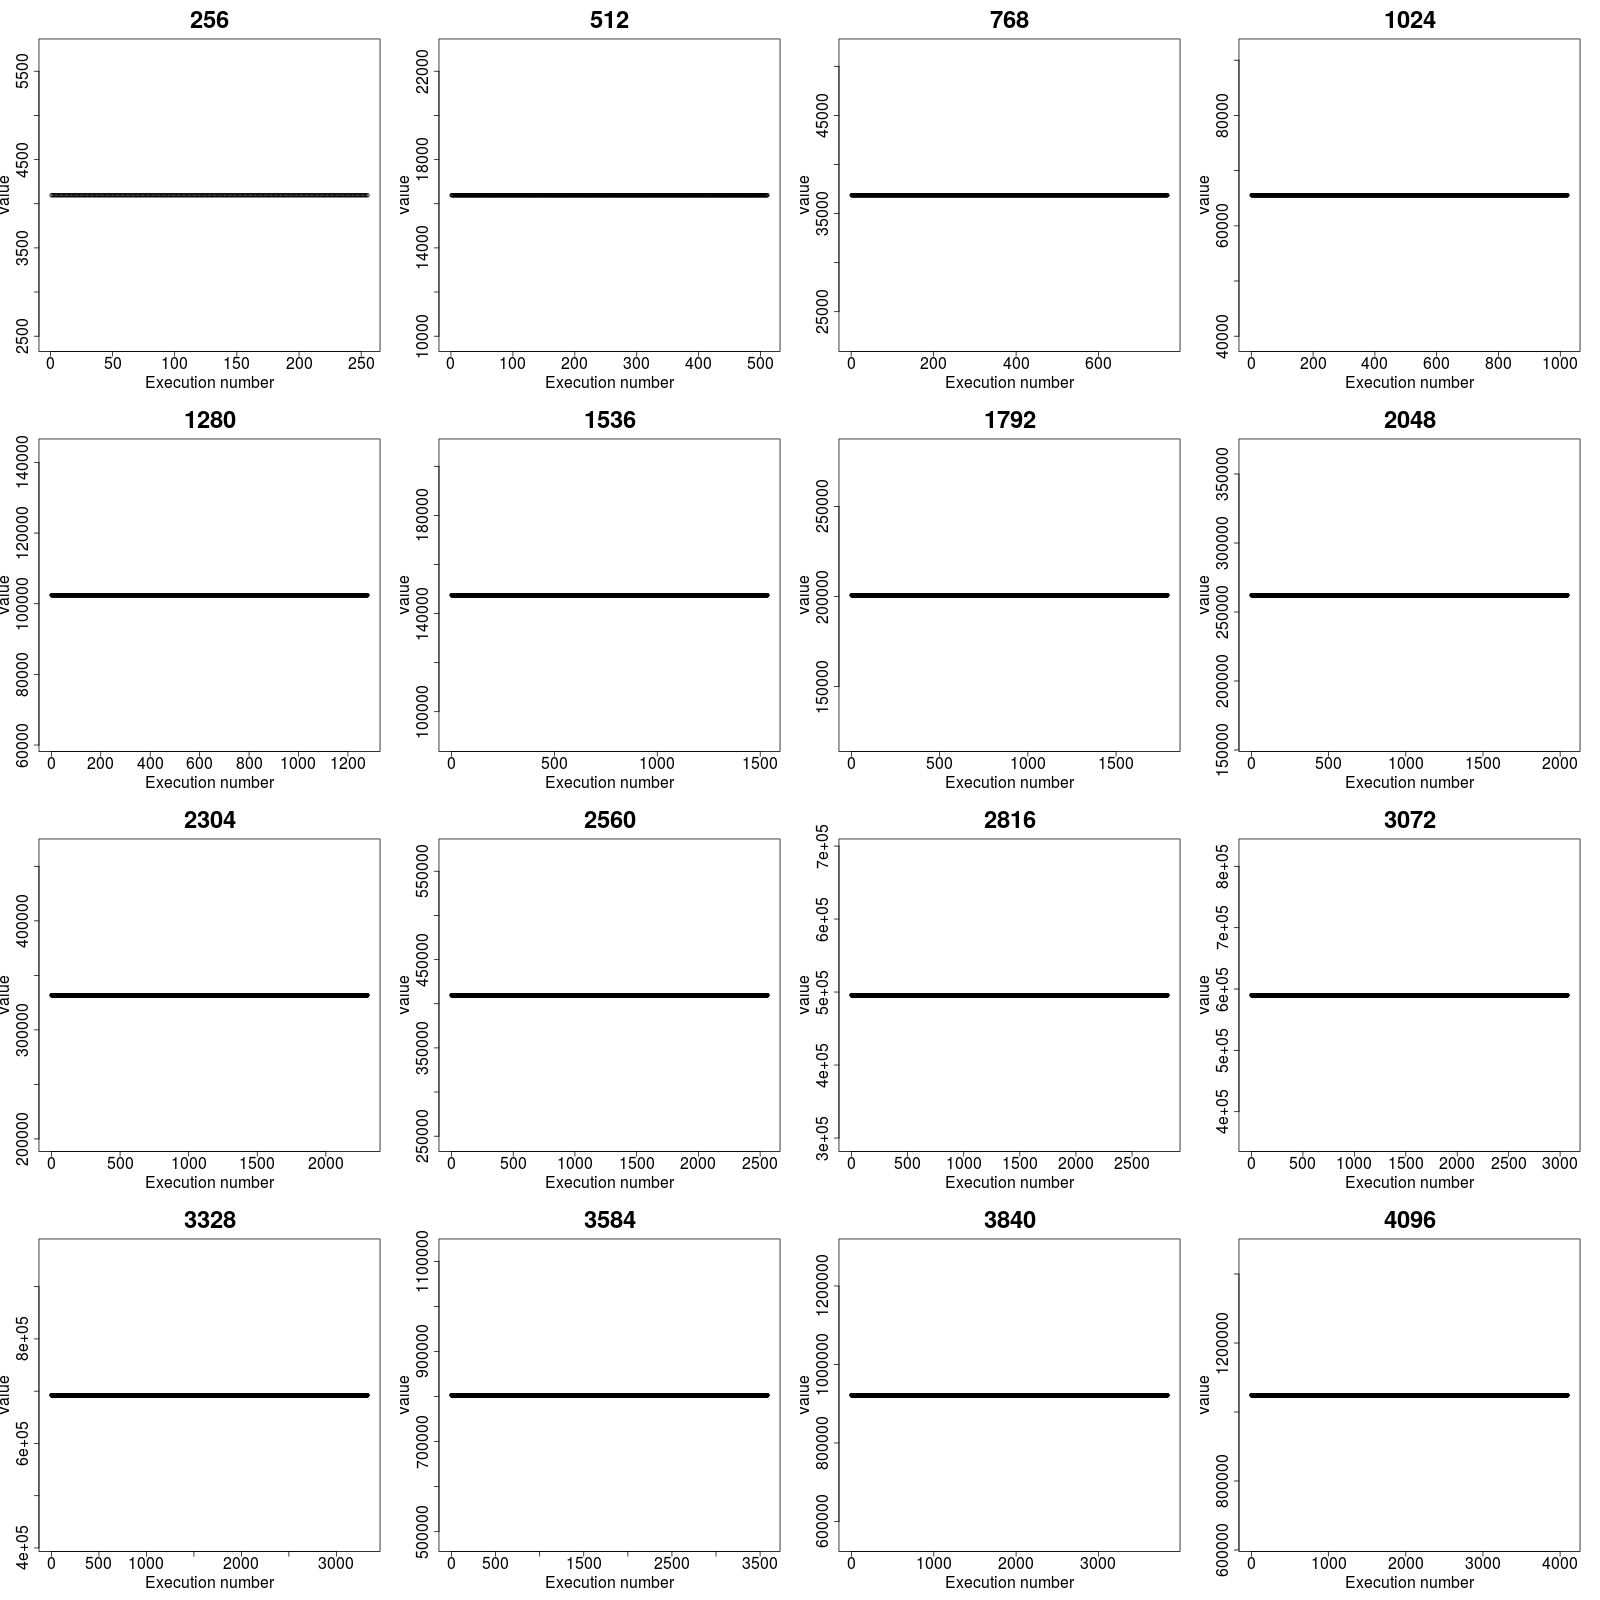 256
512
768
1024
5500
4500
3500
2500
value
0 50 100 150 200 250
Execution number
22000
18000
14000
10000
value
0 100 200 300 400 500
Execution number
45000
35000
25000
value
0 200 400 600
Execution number
80000
60000
40000
value
0 200 400 600 800 1000
Execution number
1280
1536
1792
2048
140000
120000
100000
80000
60000
value
0 200 400 600 800 1000 1200
Execution number
180000
140000
100000
value
0 500 1000 1500
Execution number
250000
200000
150000
value
0 500 1000 1500
Execution number
350000
300000
250000
200000
150000
value
0 500 1000 1500 2000
Execution number
2304
2560
2816
3072
400000
300000
200000
value
0 500 1000 1500 2000
Execution number
550000
450000
350000
250000
value
0 500 1000 1500 2000 2500
Execution number
7e+05
6e+05
5e+05
4e+05
3e+05
value
0 500 1000 1500 2000 2500
Execution number
8e+05
7e+05
6e+05
5e+05
4e+05
value
0 500 1000 1500 2000 2500 3000
Execution number
3328
3584
3840
4096
8e+05
6e+05
4e+05
value
0 500 1000 2000 3000
Execution number
1100000
900000
700000
500000
value
0 500 1500 2500 3500
Execution number
1200000
1000000
800000
600000
value
0 1000 2000 3000
Execution number
1200000
800000
600000
value
0 1000 2000 3000 4000
Execution number